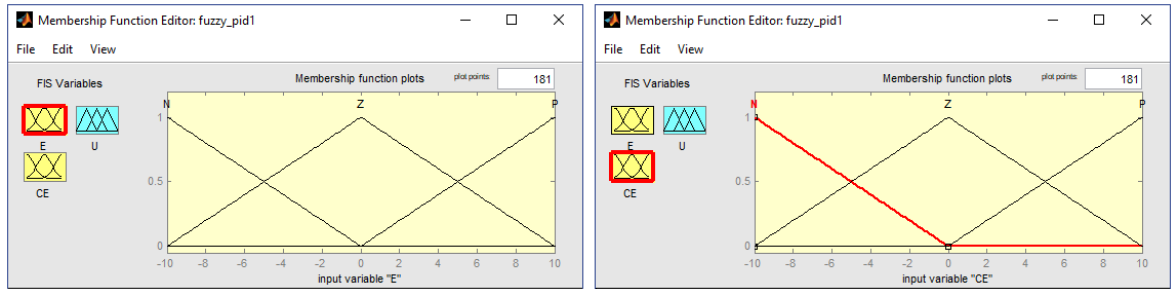 Membership Function Editor: fuzzy_pid1
File Edit View
FIS Variables
Membership function plots
plot points:
181
E
U
CE
N
Z
P
1
0.5
0
-10 -8 -6 -4 -2 0 2 4 6 8 10
input variable "E"
Membership Function Editor: fuzzy_pid1
File Edit View
FIS Variables
Membership function plots
plot points:
181
E
U
CE
N
Z
P
1
0.5
0
-10 -8 -6 -4 -2 0 2 4 6 8 10
input variable "CE"